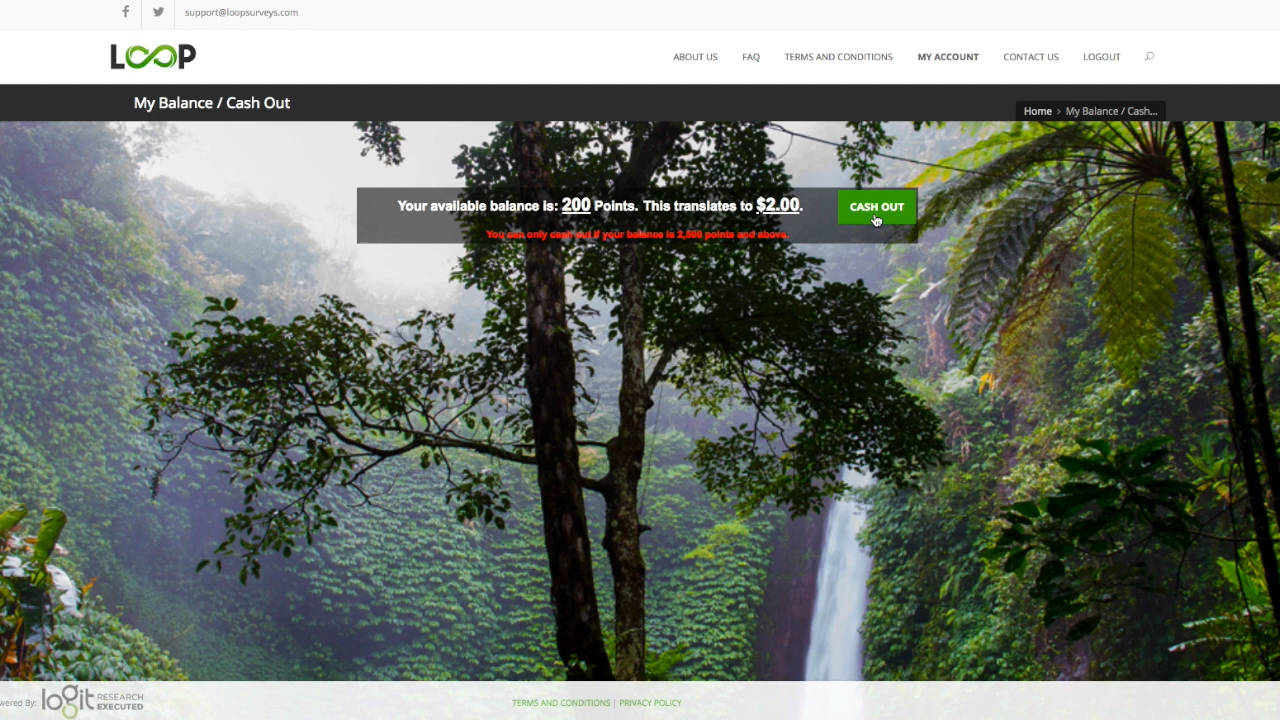 support@loopsurveys.com
LOOP
ABOUT US FAQ TERMS AND CONDITIONS MY ACCOUNT CONTACT US LOGOUT
My Balance / Cash Out
Home › My Balance / Cash...
Your available balance is: 200 Points. This translates to $2.00.
CASH OUT
You can only cash out if your balance is 2,500 points and above.
wered By: logit RESEARCH EXECUTED
TERMS AND CONDITIONS | PRIVACY POLICY